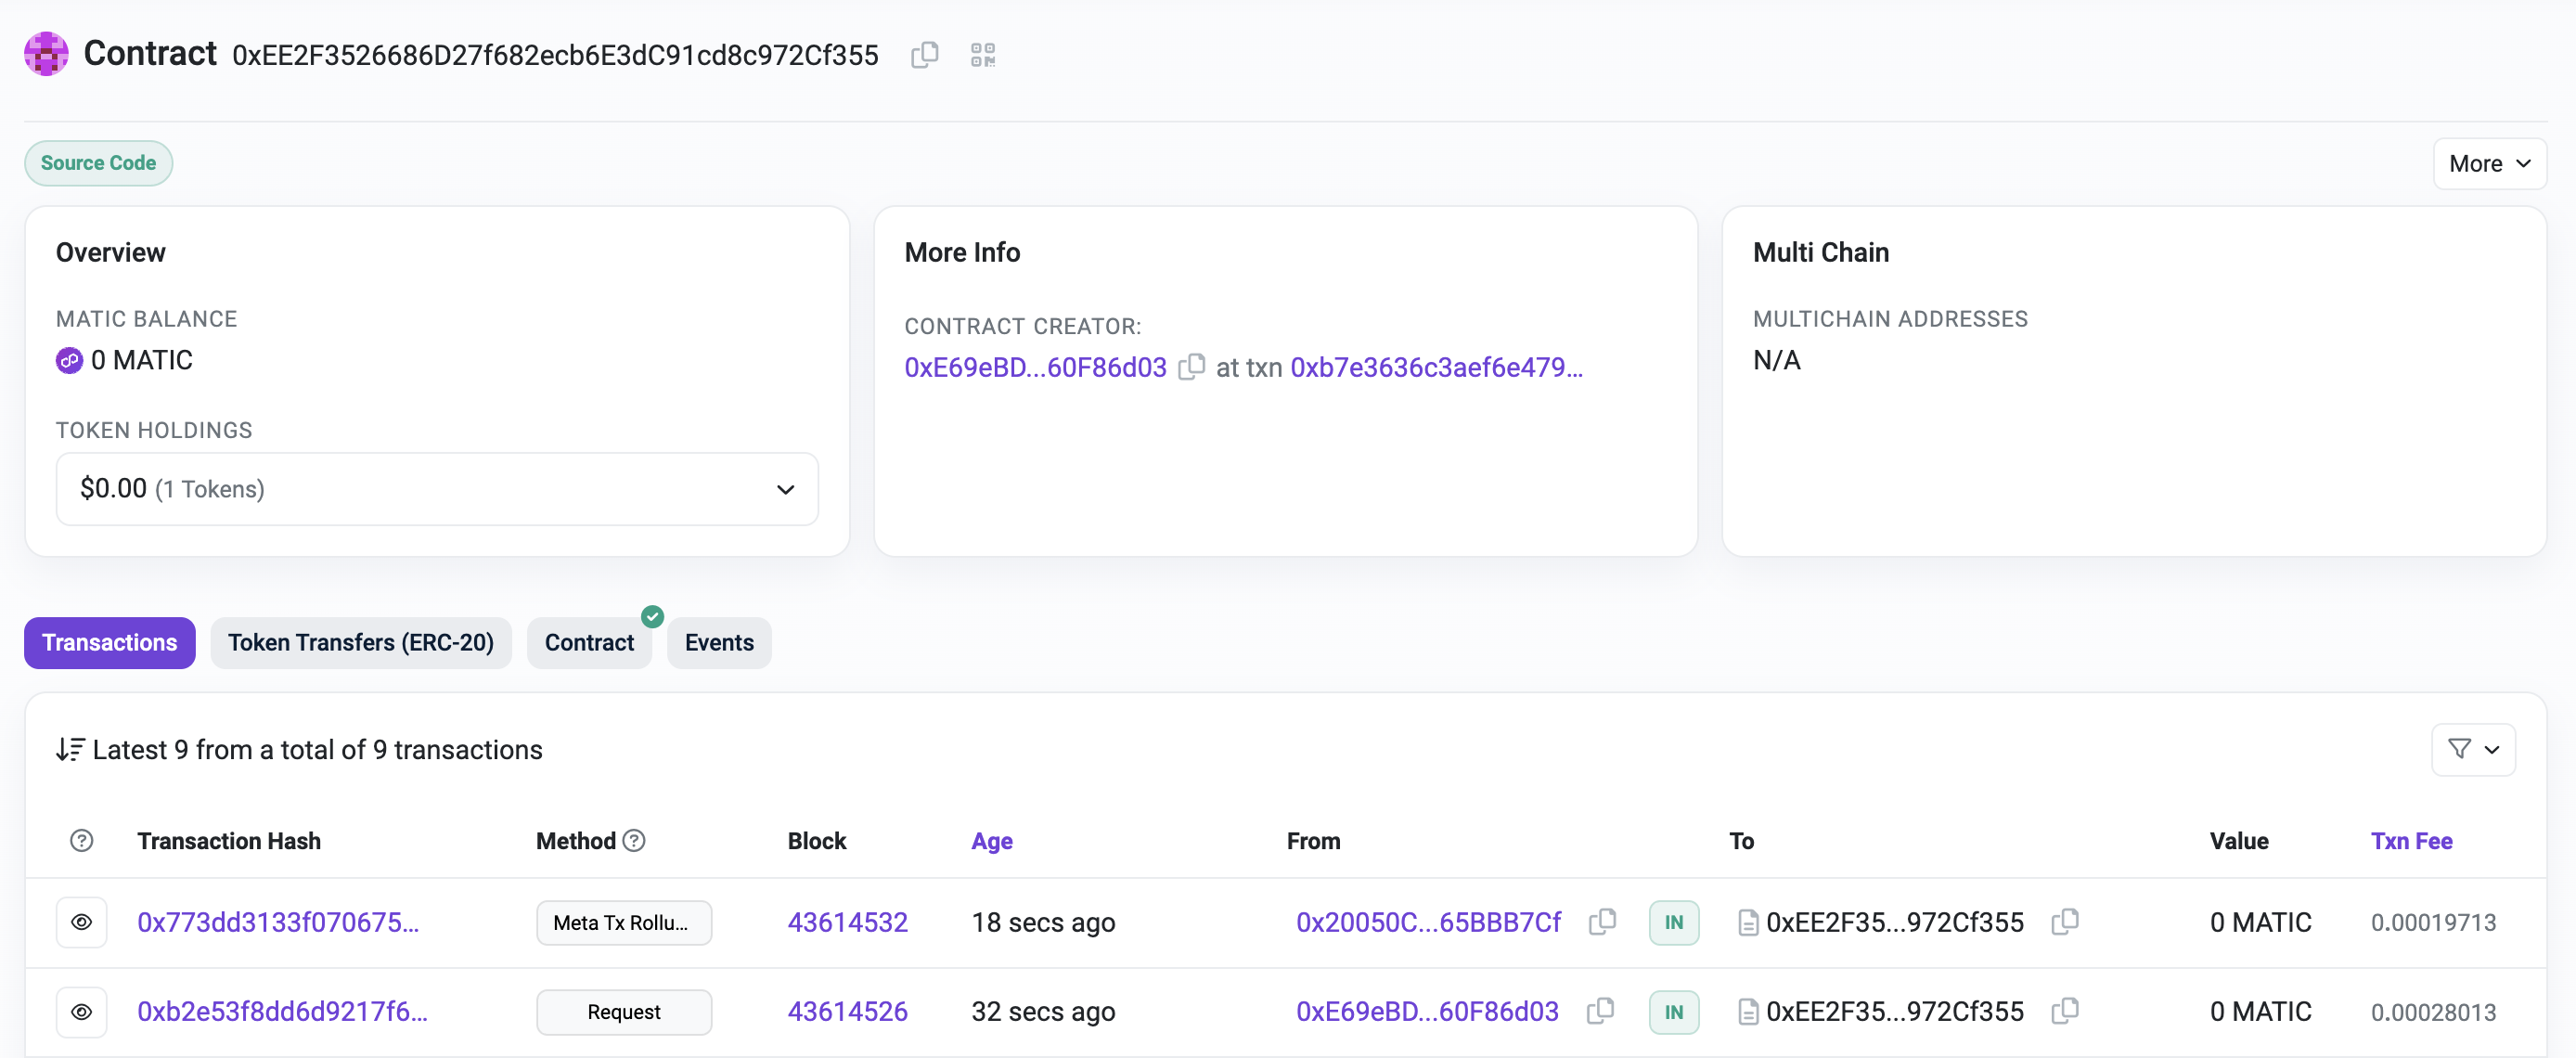 Contract 0xEE2F3526686D27f682ecb6E3dC91cd8c972Cf355
Source Code
More
Overview
MATIC BALANCE
0 MATIC
TOKEN HOLDINGS
$0.00 (1 Tokens)
More Info
CONTRACT CREATOR:
0xE69eBD...60F86d03 at txn 0xb7e3636c3aef6e479...
Multi Chain
MULTICHAIN ADDRESSES
N/A
Transactions Token Transfers (ERC-20) Contract Events
Latest 9 from a total of 9 transactions
Transaction Hash Method Block Age From To Value Txn Fee
0x773dd3133f070675... Meta Tx Rollu... 43614532 18 secs ago 0x20050C...65BBB7Cf IN 0xEE2F35...972Cf355 0 MATIC 0.00019713
0xb2e53f8dd6d9217f6... Request 43614526 32 secs ago 0xE69eBD...60F86d03 IN 0xEE2F35...972Cf355 0 MATIC 0.00028013